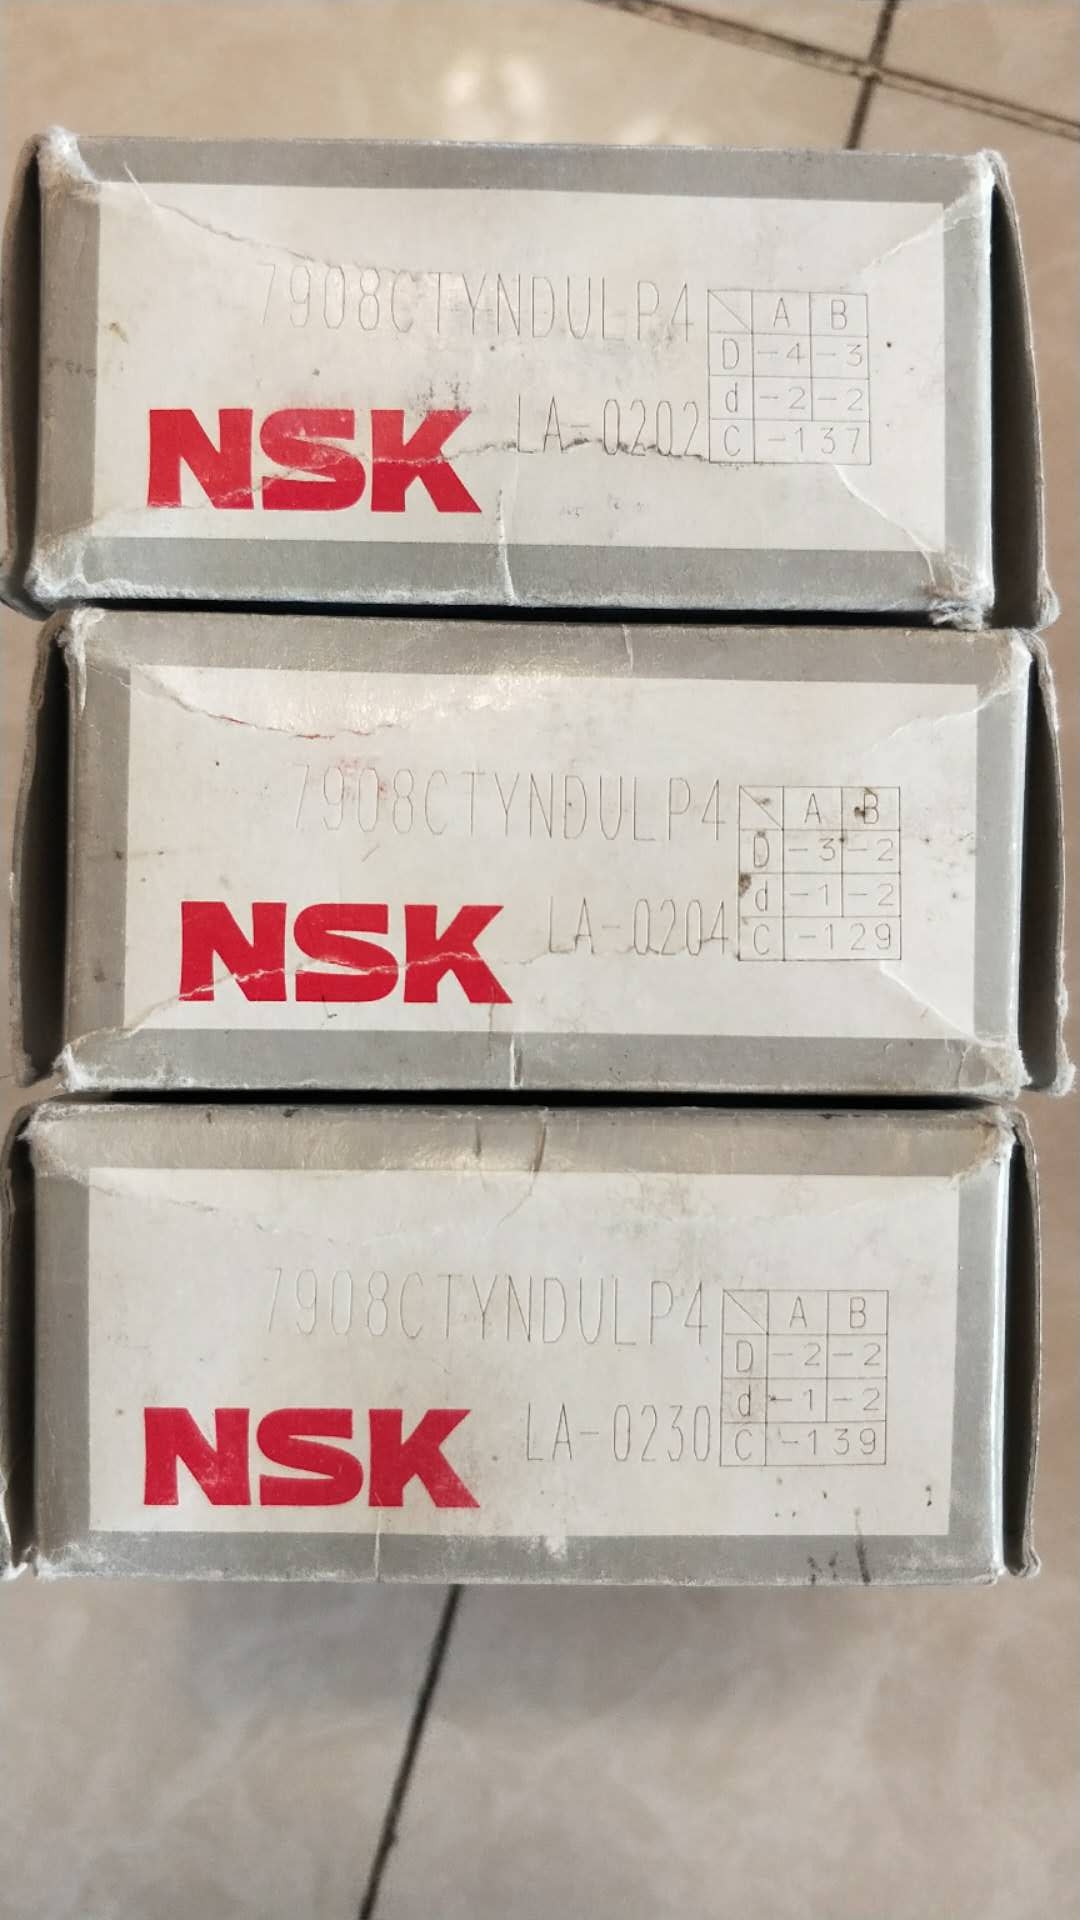 7908CTYNDULP4
A B
D -4 -3
NSK
LA-0202
d -2 -2
C -137
7908CTYNDULP4
A B
D -3 -2
NSK
LA-0204
d -1 -2
C -129
7908CTYNDULP4
A B
D -2 -2
NSK
LA-0230
d -1 -2
C -139